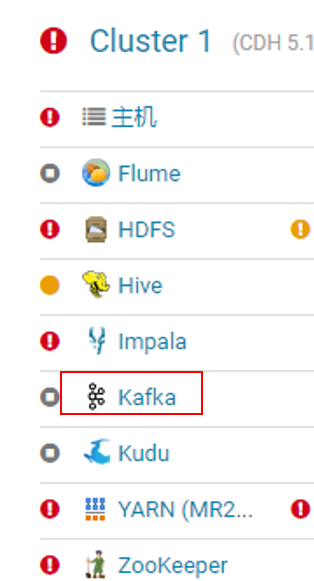 Cluster 1 (CDH 5.1
主机
Flume
HDFS
Hive
Impala
Kafka
Kudu
YARN (MR2...
ZooKeeper